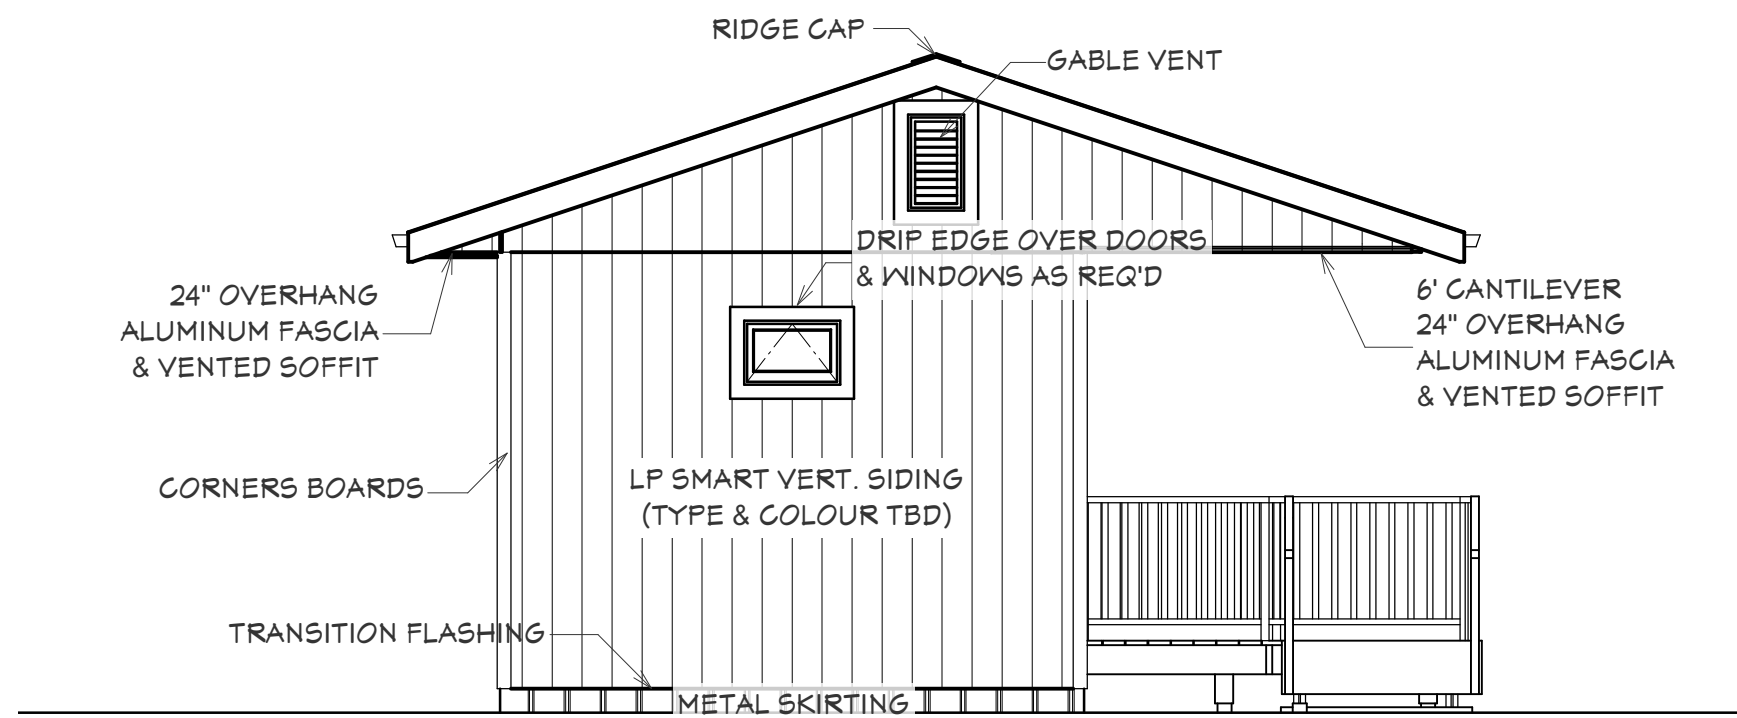 RIDGE CAP
GABLE VENT
DRIP EDGE OVER DOORS
& WINDOWS AS REQ'D
24" OVERHANG
ALUMINUM FASCIA
& VENTED SOFFIT
6' CANTILEVER
24" OVERHANG
ALUMINUM FASCIA
& VENTED SOFFIT
CORNERS BOARDS
LP SMART VERT. SIDING
(TYPE & COLOUR TBD)
TRANSITION FLASHING
METAL SKIRTING